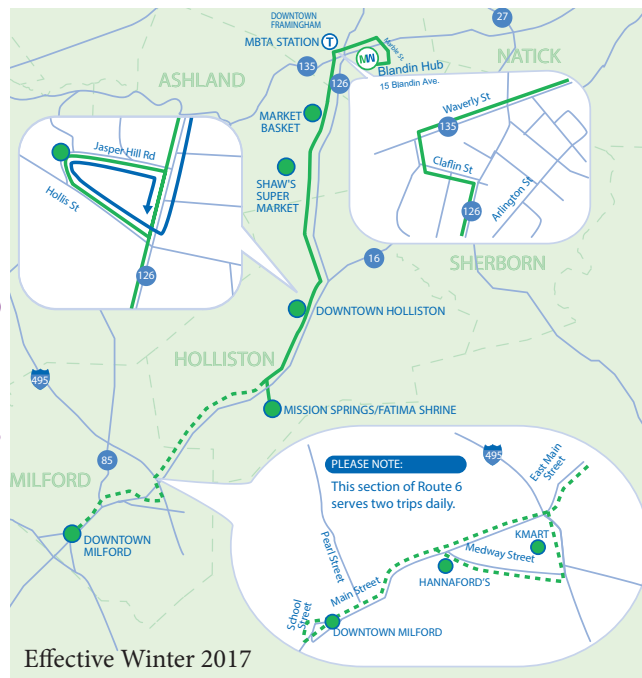 DOWNTOWN
FRAMINGHAM
MBTA STATION
T
27
NATICK
Marble St.
MW
Blandin Hub
15 Blandin Ave.
135
126
ASHLAND
MARKET
BASKET
SHAW'S
SUPER
MARKET
Waverly St
135
Claflin St
126
Arlington St
Jasper Hill Rd
Hollis St
126
16
SHERBORN
DOWNTOWN HOLLISTON
HOLLISTON
495
MISSION SPRINGS/FATIMA SHRINE
85
MILFORD
DOWNTOWN
MILFORD
PLEASE NOTE:
This section of Route 6
serves two trips daily.
495
East Main
Street
KMART
Medway Street
HANNAFORD'S
Pearl Street
Main Street
School
Street
DOWNTOWN MILFORD
Effective Winter 2017